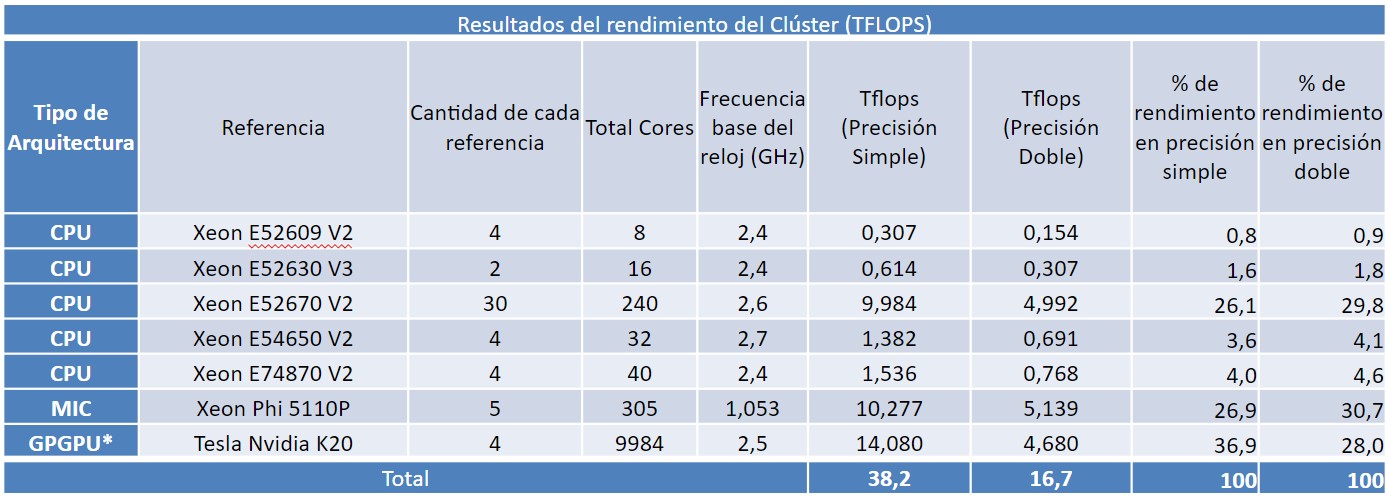 Resultados del rendimiento del Clúster (TFLOPS)
Tipo de Arquitectura Referencia Cantidad de cada referencia Total Cores Frecuencia base del reloj (GHz) Tflops (Precisión Simple) Tflops (Precisión Doble) % de rendimiento en precisión simple % de rendimiento en precisión doble
CPU Xeon E52609 V2 4 8 2,4 0,307 0,154 0,8 0,9
CPU Xeon E52630 V3 2 16 2,4 0,614 0,307 1,6 1,8
CPU Xeon E52670 V2 30 240 2,6 9,984 4,992 26,1 29,8
CPU Xeon E54650 V2 4 32 2,7 1,382 0,691 3,6 4,1
CPU Xeon E74870 V2 4 40 2,4 1,536 0,768 4,0 4,6
MIC Xeon Phi 5110P 5 305 1,053 10,277 5,139 26,9 30,7
GPGPU* Tesla Nvidia K20 4 9984 2,5 14,080 4,680 36,9 28,0
Total 38,2 16,7 100 100